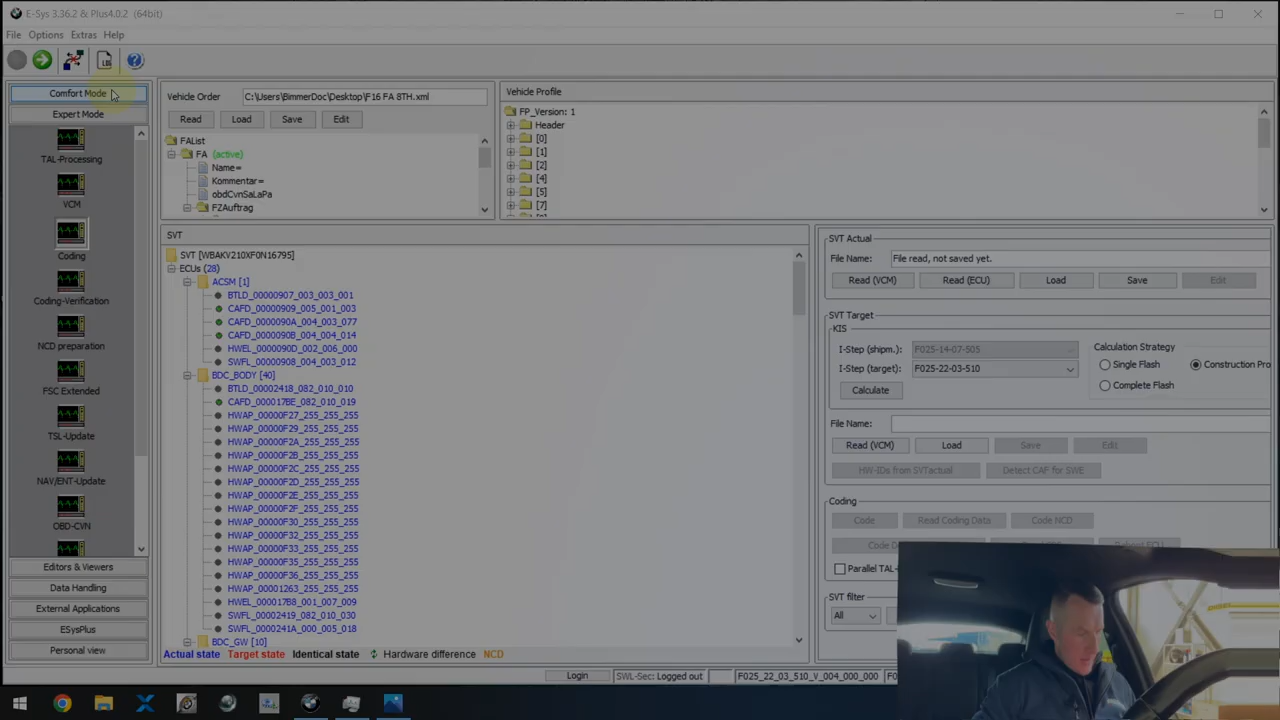 E-Sys 3.36.2 & Plus4.0.2 (64bit)
File Options Extras Help
Comfort Mode
Expert Mode
TAL-Processing
VCM
Coding
Coding-Verification
NCD preparation
FSC Extended
TSL-Update
NAV/ENT-Update
OBD-CVN
Editors & Viewers
Data Handling
External Applications
ESysPlus
Personal view
Vehicle Order
C:\Users\BimmerDoc\Desktop\F16 FA 8TH.xml
Read Load Save Edit
FAList
FA (active)
Name=
Kommentar=
obdCvnSaLaPa
FZAuftrag
Vehicle Profile
FP_Version: 1
Header
[0]
[1]
[2]
[4]
[5]
[7]
SVT
SVT [WBAKV210XF0N16795]
ECUs (28)
ACSM [1]
BTLD_00000907_003_003_001
CAFD_00000909_005_001_003
CAFD_0000090A_004_003_077
CAFD_0000090B_004_004_014
HWEL_0000090D_002_006_000
SWFL_00000908_004_003_012
BDC_BODY [40]
BTLD_00002418_082_010_010
CAFD_000017BE_082_010_019
HWAP_00000F27_255_255_255
HWAP_00000F29_255_255_255
HWAP_00000F2A_255_255_255
HWAP_00000F2B_255_255_255
HWAP_00000F2C_255_255_255
HWAP_00000F2D_255_255_255
HWAP_00000F2E_255_255_255
HWAP_00000F2F_255_255_255
HWAP_00000F30_255_255_255
HWAP_00000F32_255_255_255
HWAP_00000F33_255_255_255
HWAP_00000F35_255_255_255
HWAP_00000F36_255_255_255
HWAP_00001263_255_255_255
HWEL_000017B8_001_007_009
SWFL_00002419_082_010_030
SWFL_0000241A_000_005_018
BDC_GW [10]
Actual state Target state Identical state Hardware difference NCD
SVT Actual
File Name: File read, not saved yet.
Read (VCM) Read (ECU) Load Save Edit
SVT Target
KIS
I-Step (shipm.): F025-14-07-505
I-Step (target): F025-22-03-510
Calculate
Calculation Strategy
Single Flash Construction Pro
Complete Flash
File Name:
Read (VCM) Load Save Edit
HW-IDs from SVTactual Detect CAF for SWE
Coding
Code Read Coding Data Code NCD
Parallel TAL-
SVT filter
All
Login SWL-Sec: Logged out F025_22_03_510_V_004_000_000